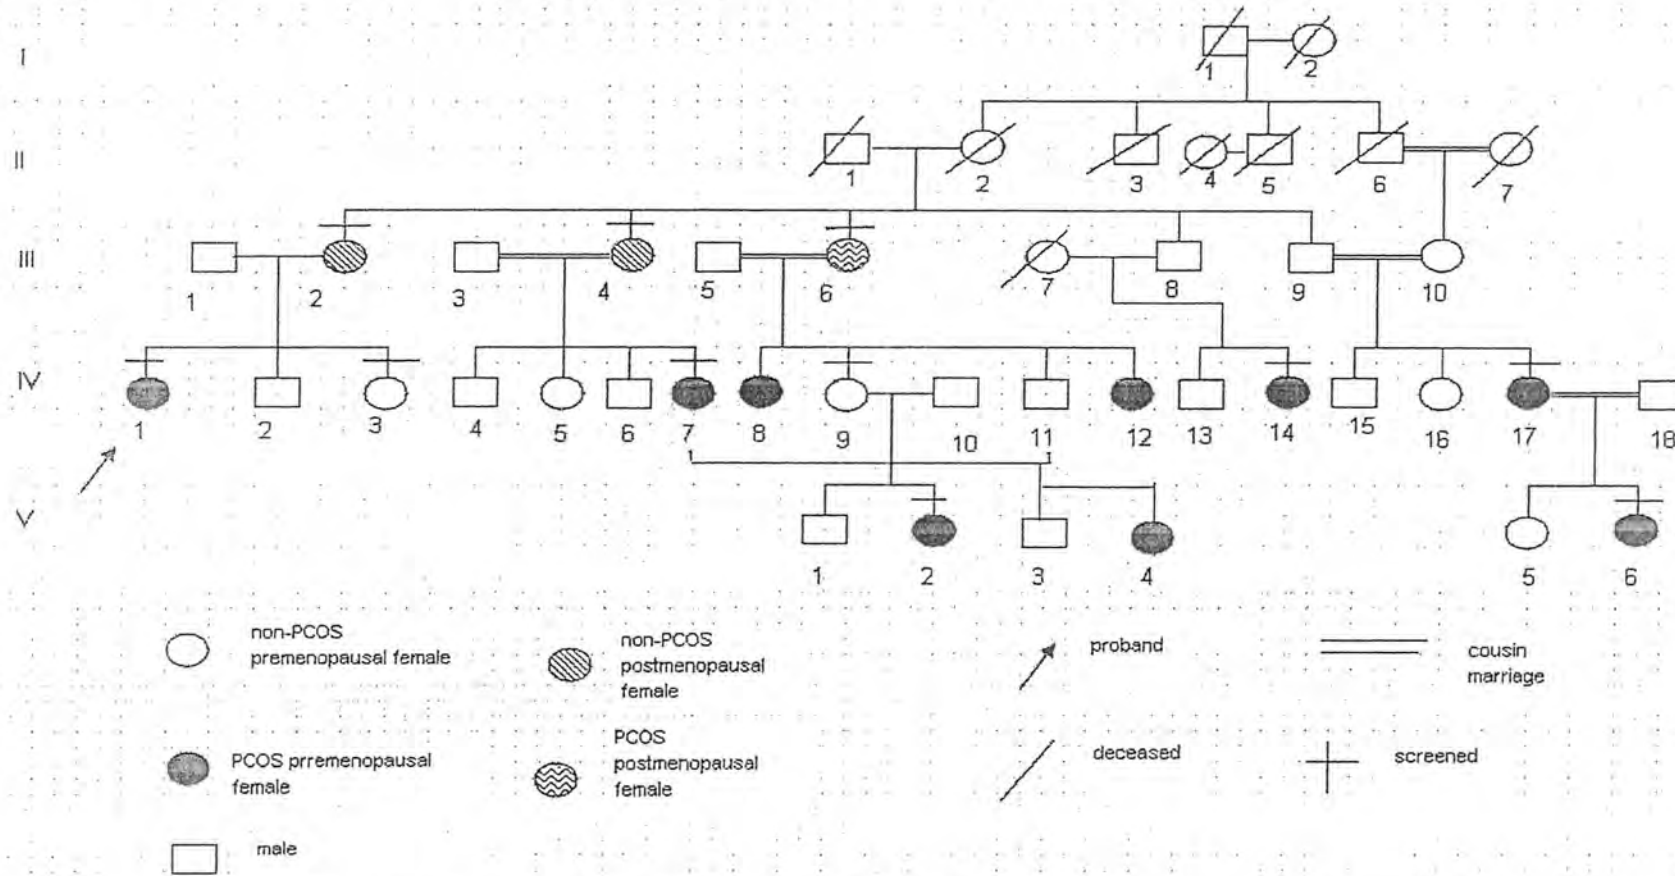 I
1 2
II
1 2 3 4 5 6 7
III
1 2 3 4 5 6 7 8 9 10
IV
1 2 3 4 5 6 7 8 9 10 11 12 13 14 15 16 17 18
V
1 2 3 4 5 6
non-PCOS
premenopausal female
non-PCOS
postmenopausal
female
proband
cousin
marriage
PCOS prremenopausal
female
PCOS
postmenopausal
female
deceased
screened
male